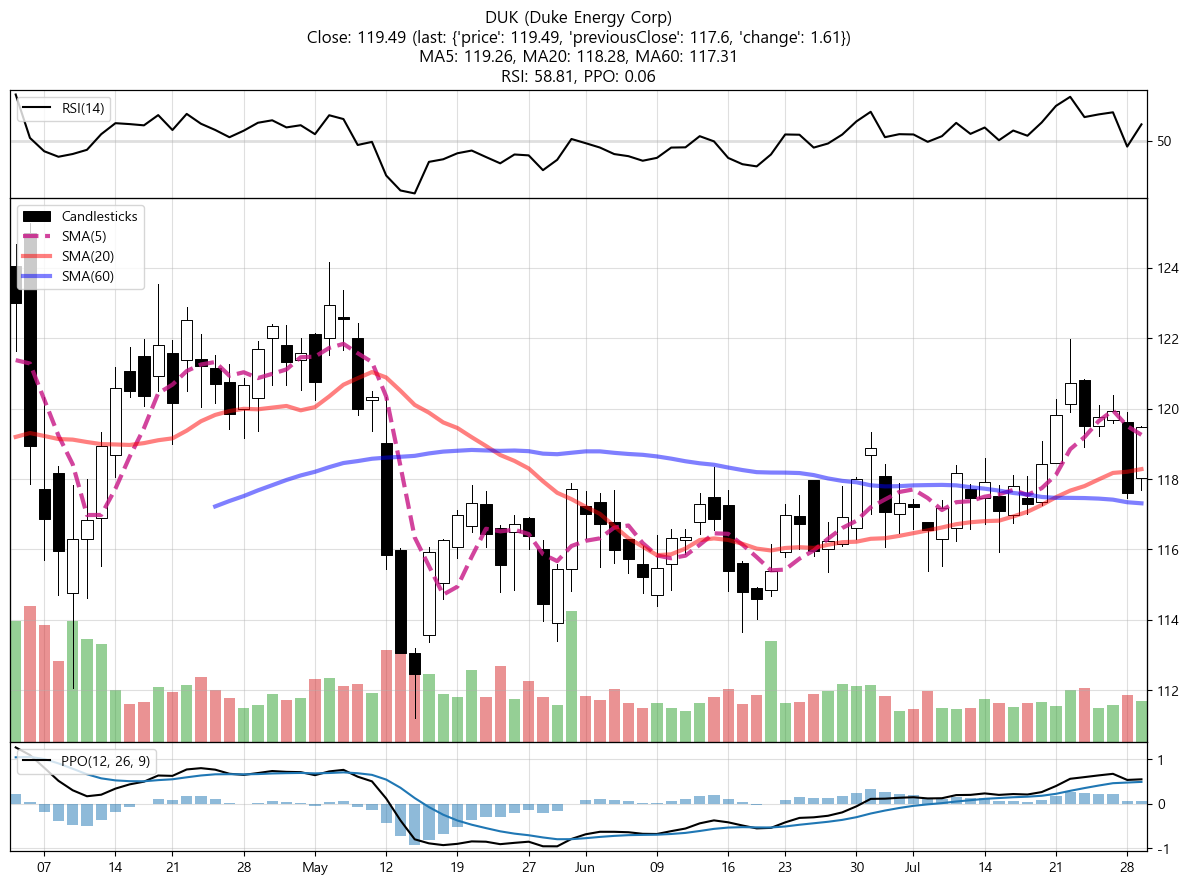 DUK (Duke Energy Corp)
Close: 119.49 (last: {'price': 119.49, 'previousClose': 117.6, 'change': 1.61})
MA5: 119.26, MA20: 118.28, MA60: 117.31
RSI: 58.81, PPO: 0.06
RSI(14)
50
Candlesticks
SMA(5)
SMA(20)
SMA(60)
124
122
120
118
116
114
112
PPO(12, 26, 9)
1
0
-1
07 14 21 28 May 12 19 27 Jun 09 16 23 30 Jul 14 21 28